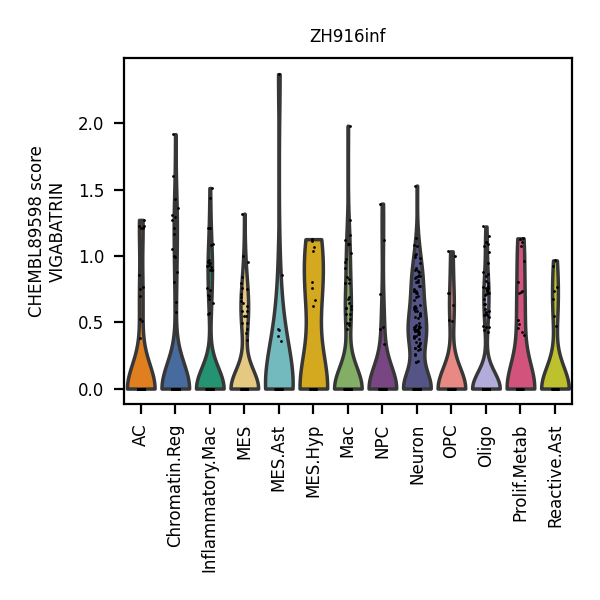 ZH916inf
CHEMBL89598 score
VIGABATRIN
2.0
1.5
1.0
0.5
0.0
AC
Chromatin.Reg
Inflammatory.Mac
MES
MES.Ast
MES.Hyp
Mac
NPC
Neuron
OPC
Oligo
Prolif.Metab
Reactive.Ast